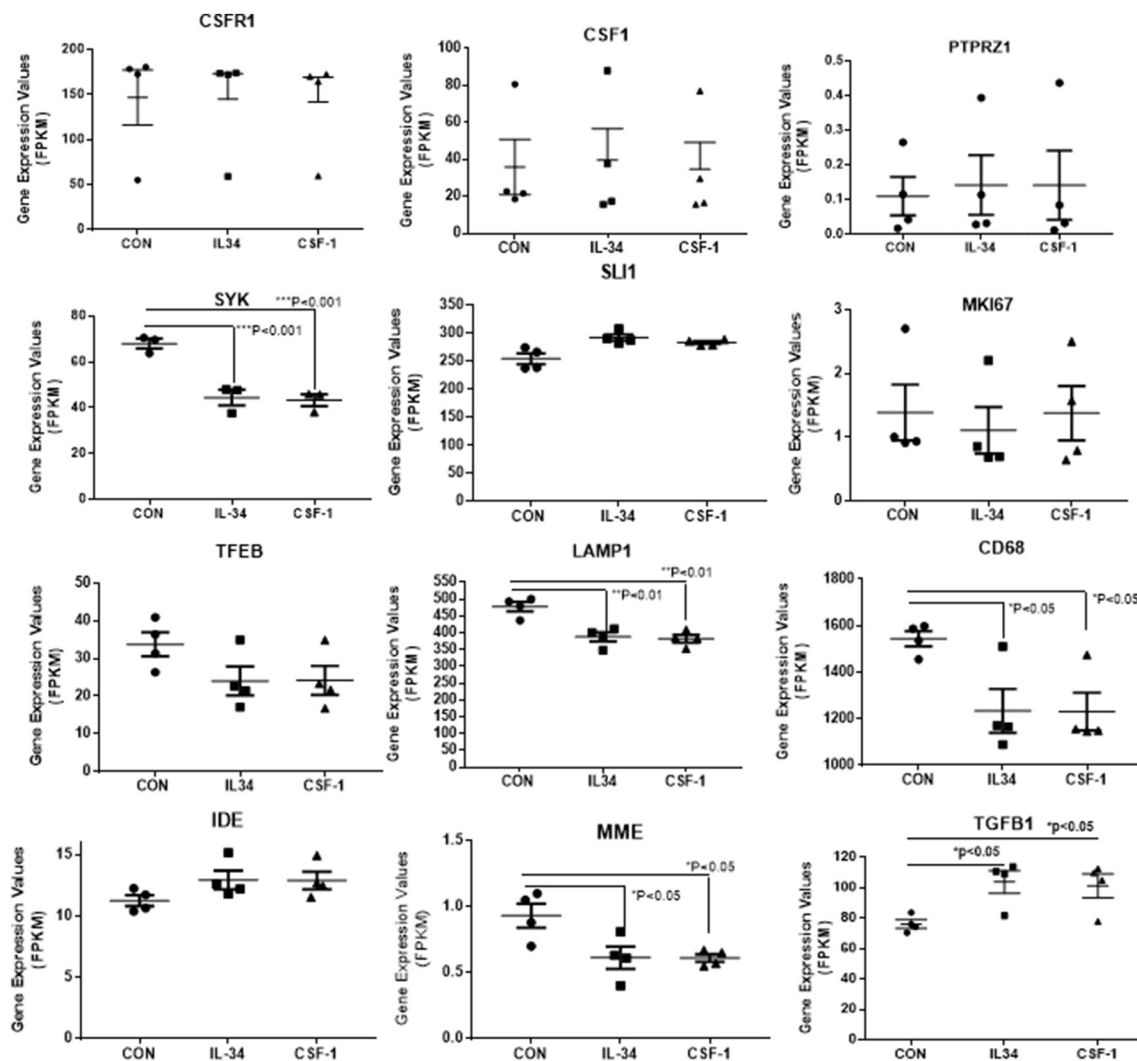 CSFR1
Gene Expression Values
(FPKM)
200
150
100
50
0
CON
IL34
CSF-1
CSF1
Gene Expression Values
(FPKM)
100
80
60
40
20
0
CON
IL-34
CSF-1
PTPRZ1
Gene Expression Values
(FPKM)
0.5
0.4
0.3
0.2
0.1
0.0
CON
IL-34
CSF-1
SYK
***P<0.001
***P<0.001
Gene Expression Values
(FPKM)
80
60
40
20
0
CON
IL-34
CSF-1
SLI1
Gene Expression Values
(FPKM)
350
300
250
200
150
100
50
0
CON
IL-34
CSF-1
MKI67
Gene Expression Values
(FPKM)
3
2
1
0
CON
IL-34
CSF-1
TFEB
Gene Expression Values
(FPKM)
50
40
30
20
10
0
CON
IL34
CSF-1
LAMP1
**P<0.01
**P<0.01
Gene Expression Values
(FPKM)
550
500
450
400
350
300
250
200
150
100
50
0
CON
IL34
CSF-1
CD68
*P<0.05
*P<0.05
Gene Expression Values
(FPKM)
1800
1600
1400
1200
1000
CON
IL34
CSF-1
IDE
Gene Expression Values
(FPKM)
15
10
5
0
CON
IL-34
CSF-1
MME
*P<0.05
*P<0.05
Gene Expression Values
(FPKM)
1.5
1.0
0.5
0.0
CON
IL-34
CSF-1
TGFB1
*p<0.05
*p<0.05
Gene Expression Values
(FPKM)
120
100
80
60
40
20
0
CON
IL34
CSF-1